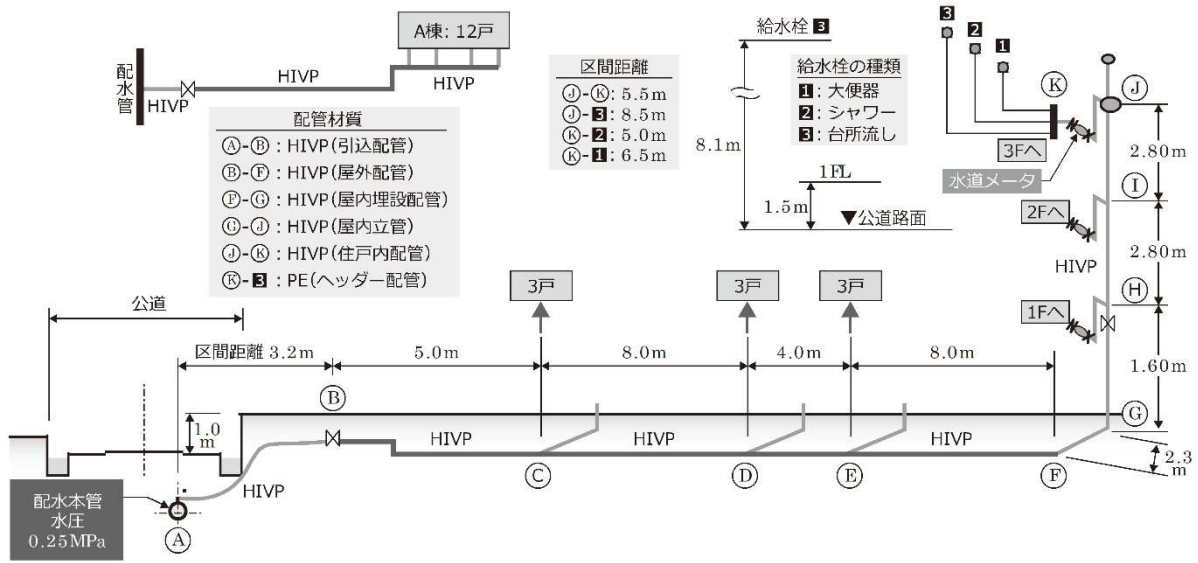 A棟: 12戸
配水管
HIVP
HIVP
HIVP
配管材質
Ⓐ-Ⓑ : HIVP(引込配管)
Ⓑ-Ⓕ : HIVP(屋外配管)
Ⓕ-Ⓖ : HIVP(屋内埋設配管)
Ⓖ-Ⓙ : HIVP(屋内立管)
Ⓙ-Ⓚ : HIVP(住戸内配管)
Ⓚ-3 : PE(ヘッダー配管)
区間距離
Ⓙ-Ⓚ: 5.5m
Ⓙ-3: 8.5m
Ⓚ-2: 5.0m
Ⓚ-1: 6.5m
給水栓 3
8.1m
給水栓の種類
1: 大便器
2: シャワー
3: 台所流し
1FL
1.5m
▼公道路面
3
2
1
Ⓚ
Ⓙ
3Fへ
水道メータ
2.80m
Ⓘ
2Fへ
2.80m
HIVP
Ⓗ
1Fへ
1.60m
Ⓖ
2.3m
公道
3戸
3戸
3戸
区間距離 3.2m
5.0m
8.0m
4.0m
8.0m
Ⓑ
1.0m
HIVP
HIVP
HIVP
HIVP
Ⓒ
Ⓓ
Ⓔ
Ⓕ
配水本管
水圧
0.25MPa
Ⓐ